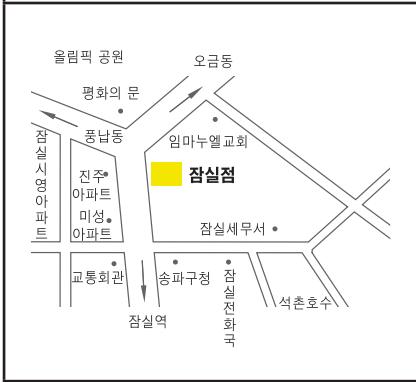 올림픽 공원
오금동
평화의 문
풍납동
임마누엘교회
잠실시영아파트
진주
아파트
잠실점
미성
아파트
잠실세무서
교통회관
송파구청
잠실전화국
석촌호수
잠실역